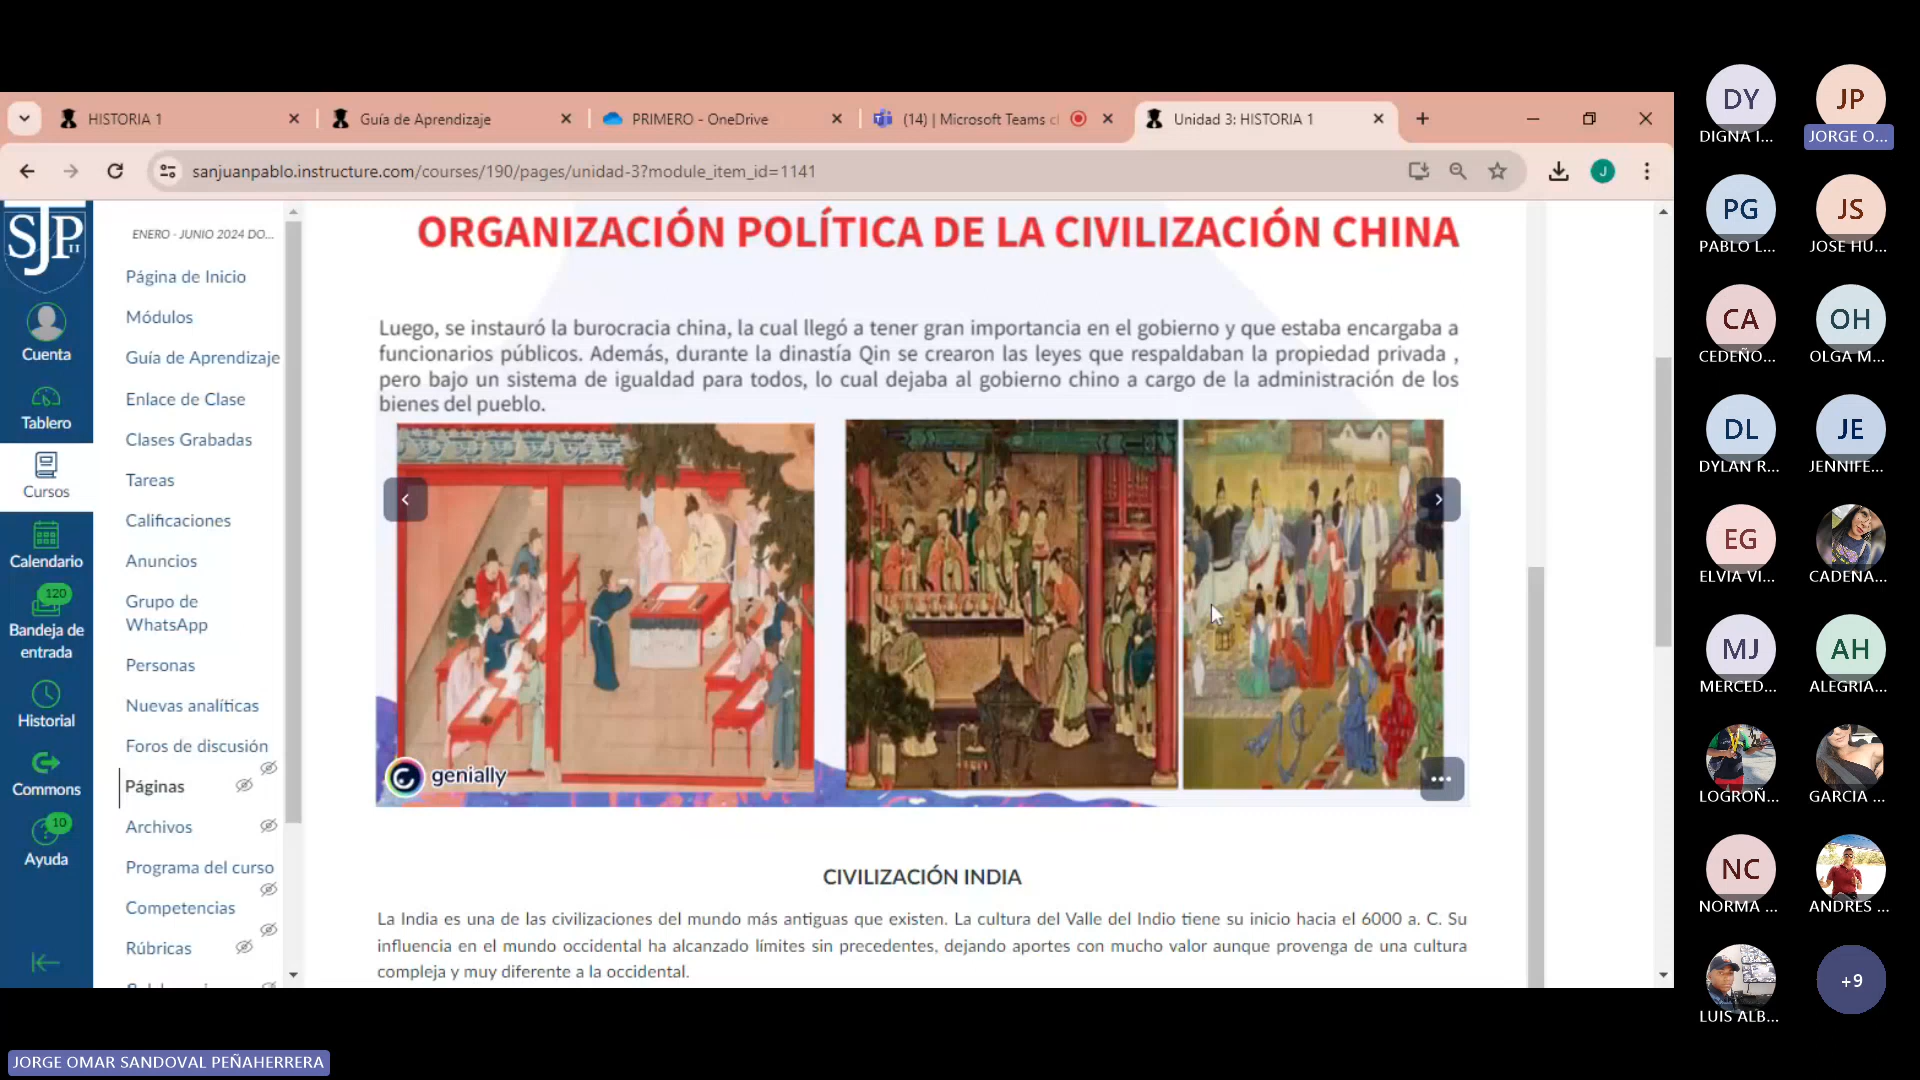 HISTORIA 1
Guía de Aprendizaje
PRIMERO - OneDrive
(14) | Microsoft Teams cl
Unidad 3: HISTORIA 1
sanjuanpablo.instructure.com/courses/190/pages/unidad-3?module_item_id=1141
J
SJP II
Cuenta
Tablero
Cursos
Calendario
120
Bandeja de
entrada
Historial
Commons
10
Ayuda
ENERO - JUNIO 2024 DO...
Página de Inicio
Módulos
Guía de Aprendizaje
Enlace de Clase
Clases Grabadas
Tareas
Calificaciones
Anuncios
Grupo de
WhatsApp
Personas
Nuevas analíticas
Foros de discusión
Páginas
Archivos
Programa del curso
Competencias
Rúbricas
ORGANIZACIÓN POLÍTICA DE LA CIVILIZACIÓN CHINA
Luego, se instauró la burocracia china, la cual llegó a tener gran importancia en el gobierno y que estaba encargaba a
funcionarios públicos. Además, durante la dinastía Qin se crearon las leyes que respaldaban la propiedad privada ,
pero bajo un sistema de igualdad para todos, lo cual dejaba al gobierno chino a cargo de la administración de los
bienes del pueblo.
genially
CIVILIZACIÓN INDIA
La India es una de las civilizaciones del mundo más antiguas que existen. La cultura del Valle del Indio tiene su inicio hacia el 6000 a. C. Su
influencia en el mundo occidental ha alcanzado límites sin precedentes, dejando aportes con mucho valor aunque provenga de una cultura
compleja y muy diferente a la occidental.
DY
DIGNA I...
JP
JORGE O...
PG
PABLO L...
JS
JOSE HU...
CA
CEDEÑO...
OH
OLGA M...
DL
DYLAN R...
JE
JENNIFE...
EG
ELVIA VI...
CADENA...
MJ
MERCED...
AH
ALEGRIA...
LOGROÑ...
GARCIA ...
NC
NORMA ...
ANDRES ...
LUIS ALB...
+9
JORGE OMAR SANDOVAL PEÑAHERRERA